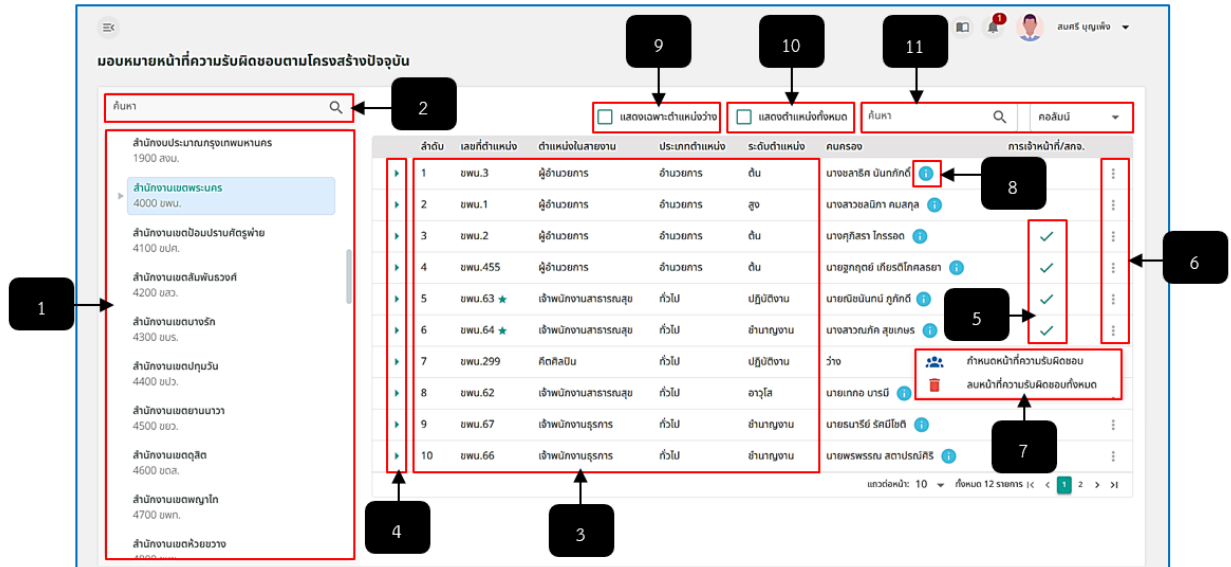 1
สมศรี บุญเพ็ง
มอบหมายหน้าที่ความรับผิดชอบตามโครงสร้างปัจจุบัน
9
10
11
ค้นหา
2
แสดงเฉพาะตำแหน่งว่าง
แสดงตำแหน่งทั้งหมด
ค้นหา
คอลัมน์
สำนักงบประมาณกรุงเทพมหานคร
1900 สงม.
สำนักงานเขตพระนคร
4000 ขพน.
สำนักงานเขตป้อมปราบศัตรูพ่าย
4100 ขปศ.
สำนักงานเขตสัมพันธวงศ์
4200 ขสว.
สำนักงานเขตบางรัก
4300 ขบร.
สำนักงานเขตปทุมวัน
4400 ขปว.
สำนักงานเขตยานนาวา
4500 ขยว.
สำนักงานเขตดุสิต
4600 ขดส.
สำนักงานเขตพญาไท
4700 ขพท.
สำนักงานเขตห้วยขวาง
1
ลำดับ เลขที่ตำแหน่ง ตำแหน่งในสายงาน ประเภทตำแหน่ง ระดับตำแหน่ง คนครอง การเจ้าหน้าที่/สกจ.
1 ขพน.3 ผู้อำนวยการ อำนวยการ ต้น นางชลาธิศ นันทภักดิ์
8
2 ขพน.1 ผู้อำนวยการ อำนวยการ สูง นางสาวชลนิภา คมสกุล
3 ขพน.2 ผู้อำนวยการ อำนวยการ ต้น นางศุภิสรา ไกรรอด
4 ขพน.455 ผู้อำนวยการ อำนวยการ ต้น นายฐกฤตย์ เกียรติโกศลธยา
6
5 ขพน.63 ★ เจ้าพนักงานสาธารณสุข ทั่วไป ปฏิบัติงาน นายณิชนันทน์ ภูภักดี
5
6 ขพน.64 ★ เจ้าพนักงานสาธารณสุข ทั่วไป ชำนาญงาน นางสาวณภัค สุขเกษร
7 ขพน.299 คีตศิลปิน ทั่วไป ปฏิบัติงาน ว่าง
กำหนดหน้าที่ความรับผิดชอบ
ลบหน้าที่ความรับผิดชอบทั้งหมด
8 ขพน.62 เจ้าพนักงานสาธารณสุข ทั่วไป อาวุโส นายเกกอ บารมี
9 ขพน.67 เจ้าพนักงานธุรการ ทั่วไป ชำนาญงาน นายธนารีย์ รัศมีโชติ
7
10 ขพน.66 เจ้าพนักงานธุรการ ทั่วไป ชำนาญงาน นายพรพรรณ สถาปรณ์ศิริ
แถวต่อหน้า: 10 ทั้งหมด 12 รายการ 1 2
4
3